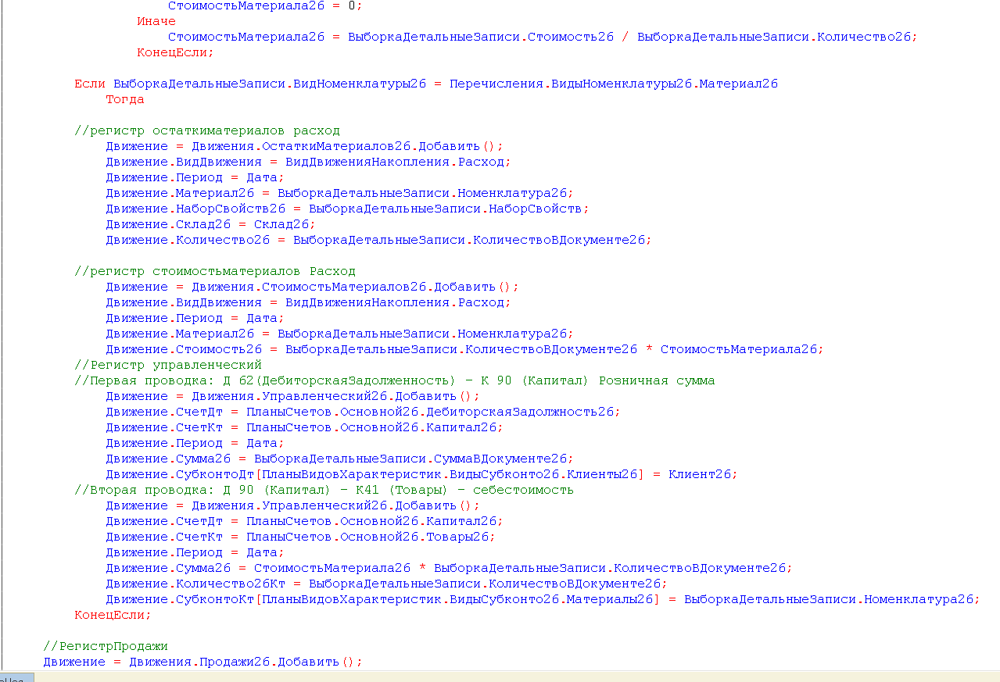 СтоимостьМатериала26 = 0;
Иначе
СтоимостьМатериала26 = ВыборкаДетальныеЗаписи.Стоимость26 / ВыборкаДетальныеЗаписи.Количество26;
КонецЕсли;
Если ВыборкаДетальныеЗаписи.ВидНоменклатуры26 = Перечисления.ВидыНоменклатуры26.Материал26
Тогда
//регистр остаткиматериалов расход
Движение = Движения.ОстаткиМатериалов26.Добавить();
Движение.ВидДвижения = ВидДвиженияНакопления.Расход;
Движение.Период = Дата;
Движение.Материал26 = ВыборкаДетальныеЗаписи.Номенклатура26;
Движение.НаборСвойств26 = ВыборкаДетальныеЗаписи.НаборСвойств;
Движение.Склад26 = Склад26;
Движение.Количество26 = ВыборкаДетальныеЗаписи.КоличествоВДокументе26;
//регистр стоимостьматериалов Расход
Движение = Движения.СтоимостьМатериалов26.Добавить();
Движение.ВидДвижения = ВидДвиженияНакопления.Расход;
Движение.Период = Дата;
Движение.Материал26 = ВыборкаДетальныеЗаписи.Номенклатура26;
Движение.Стоимость26 = ВыборкаДетальныеЗаписи.КоличествоВДокументе26 * СтоимостьМатериала26;
//Регистр управленческий
//Первая проводка: Д 62(ДебиторскаяЗадолженность) - К 90 (Капитал) Розничная сумма
Движение = Движения.Управленческий26.Добавить();
Движение.СчетДт = ПланыСчетов.Основной26.ДебиторскаяЗадолжность26;
Движение.СчетКт = ПланыСчетов.Основной26.Капитал26;
Движение.Период = Дата;
Движение.Сумма26 = ВыборкаДетальныеЗаписи.СуммаВДокументе26;
Движение.СубконтоДт[ПланыВидовХарактеристик.ВидыСубконто26.Клиенты26] = Клиент26;
//Вторая проводка: Д 90 (Капитал) - К41 (Товары) - себестоимость
Движение = Движения.Управленческий26.Добавить();
Движение.СчетДт = ПланыСчетов.Основной26.Капитал26;
Движение.СчетКт = ПланыСчетов.Основной26.Товары26;
Движение.Период = Дата;
Движение.Сумма26 = СтоимостьМатериала26 * ВыборкаДетальныеЗаписи.КоличествоВДокументе26;
Движение.Количество26Кт = ВыборкаДетальныеЗаписи.КоличествоВДокументе26;
Движение.СубконтоКт[ПланыВидовХарактеристик.ВидыСубконто26.Материалы26] = ВыборкаДетальныеЗаписи.Номенклатура26;
КонецЕсли;
//РегистрПродажи
Движение = Движения.Продажи26.Добавить();